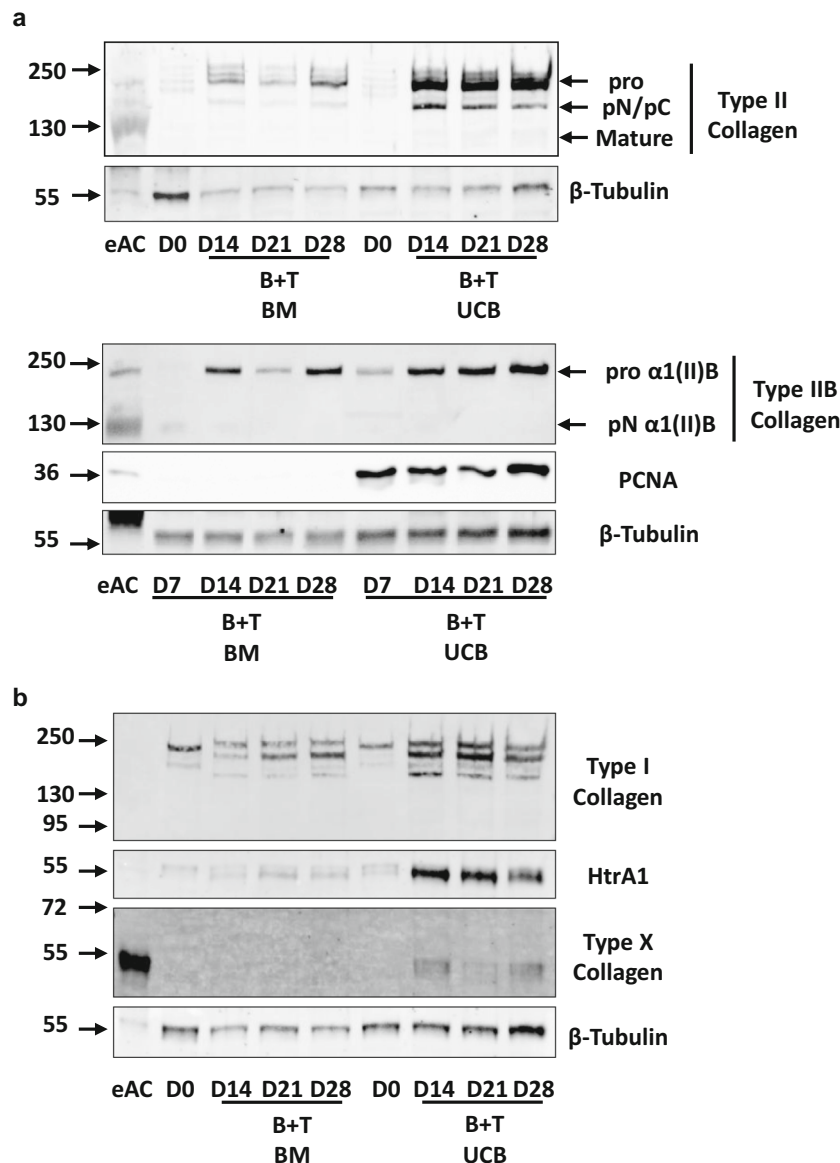 a
250
130
pro
pN/pC
Mature
Type II
Collagen
55
β-Tubulin
eAC D0 D14 D21 D28 D0 D14 D21 D28
B+T B+T
BM UCB
250
130
pro α1(II)B
pN α1(II)B
Type IIB
Collagen
36
PCNA
55
β-Tubulin
eAC D7 D14 D21 D28 D7 D14 D21 D28
B+T B+T
BM UCB
b
250
130
95
Type I
Collagen
55
HtrA1
72
55
Type X
Collagen
55
β-Tubulin
eAC D0 D14 D21 D28 D0 D14 D21 D28
B+T B+T
BM UCB